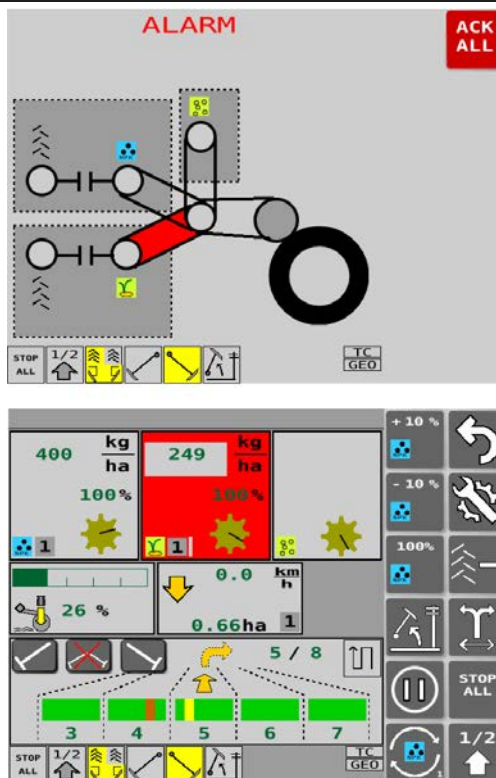 ALARM
ACK
ALL
STOP
ALL
1/2
TC
GEO
400
kg
ha
249
kg
ha
100%
100%
1
1
+10 %
- 10 %
100%
26 %
0.0
km
h
0.66ha
1
5 / 8
3
4
5
6
7
STOP
ALL
1/2
1
STOP
ALL
1/2
TC
GEO